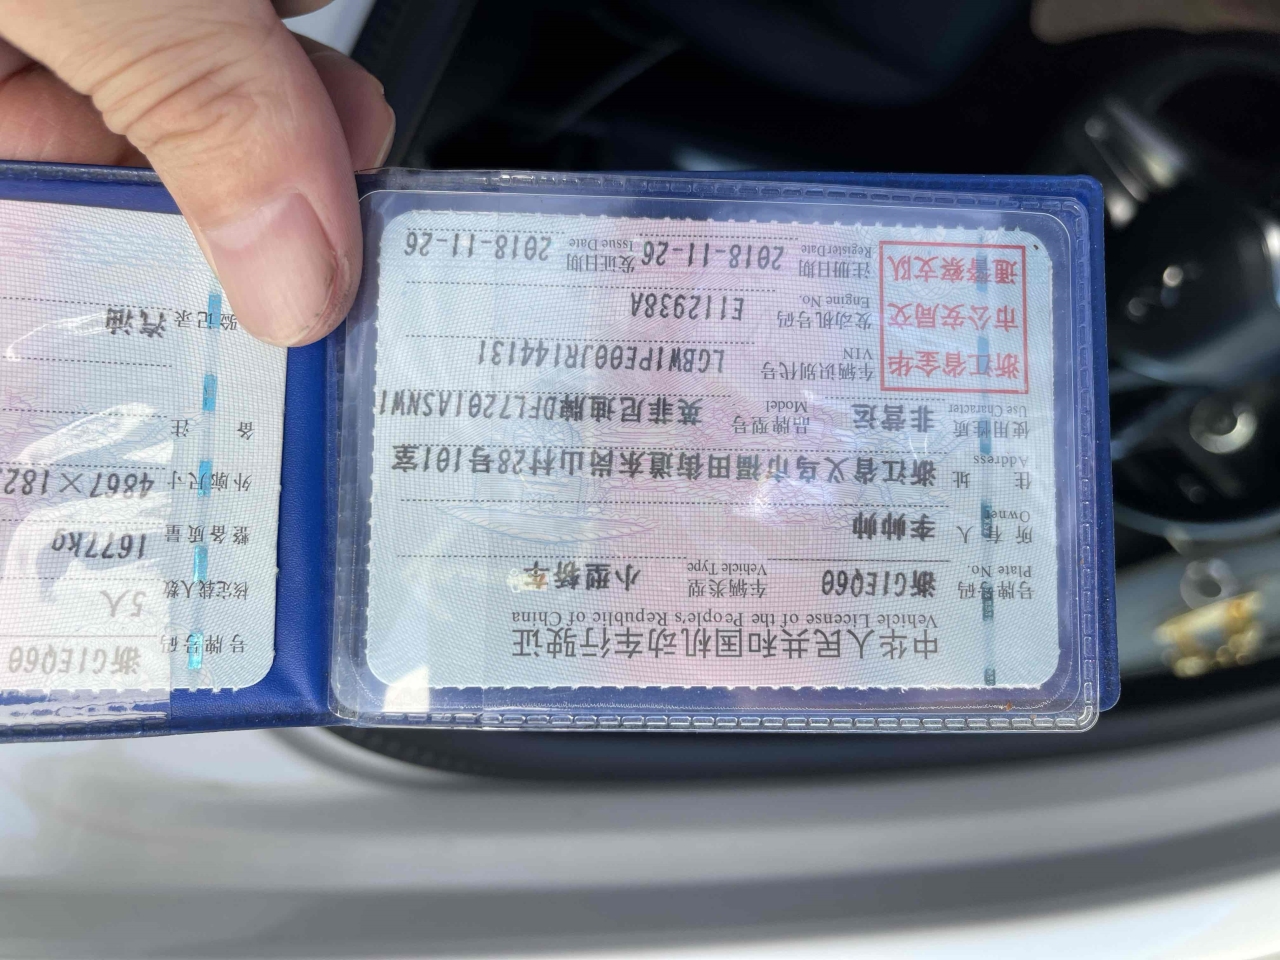 中华人民共和国机动车行驶证
Vehicle License of the People's Republic of China
号牌号码 Plate No. 浙G1EQ60 车辆类型 Vehicle Type 小型轿车
所有人 Owner 李帅帅
住址 Address 浙江省义乌市福田街道东岗山村28号101室
使用性质 Use Character 非营运 品牌型号 Model 英菲尼迪牌DFL7201ASNW1
浙江省金华
市公安局交
通警察支队
车辆识别代号 VIN LGBW1PE00JR144131
发动机号码 Engine No. E112938A
注册日期 RegisterDate 2018-11-26 发证日期 Issue Date 2018-11-26
号牌号码 浙G1EQ60
核定载人数 5人
整备质量 1677kg
外廓尺寸 4867×182
备注
验记录 汽油